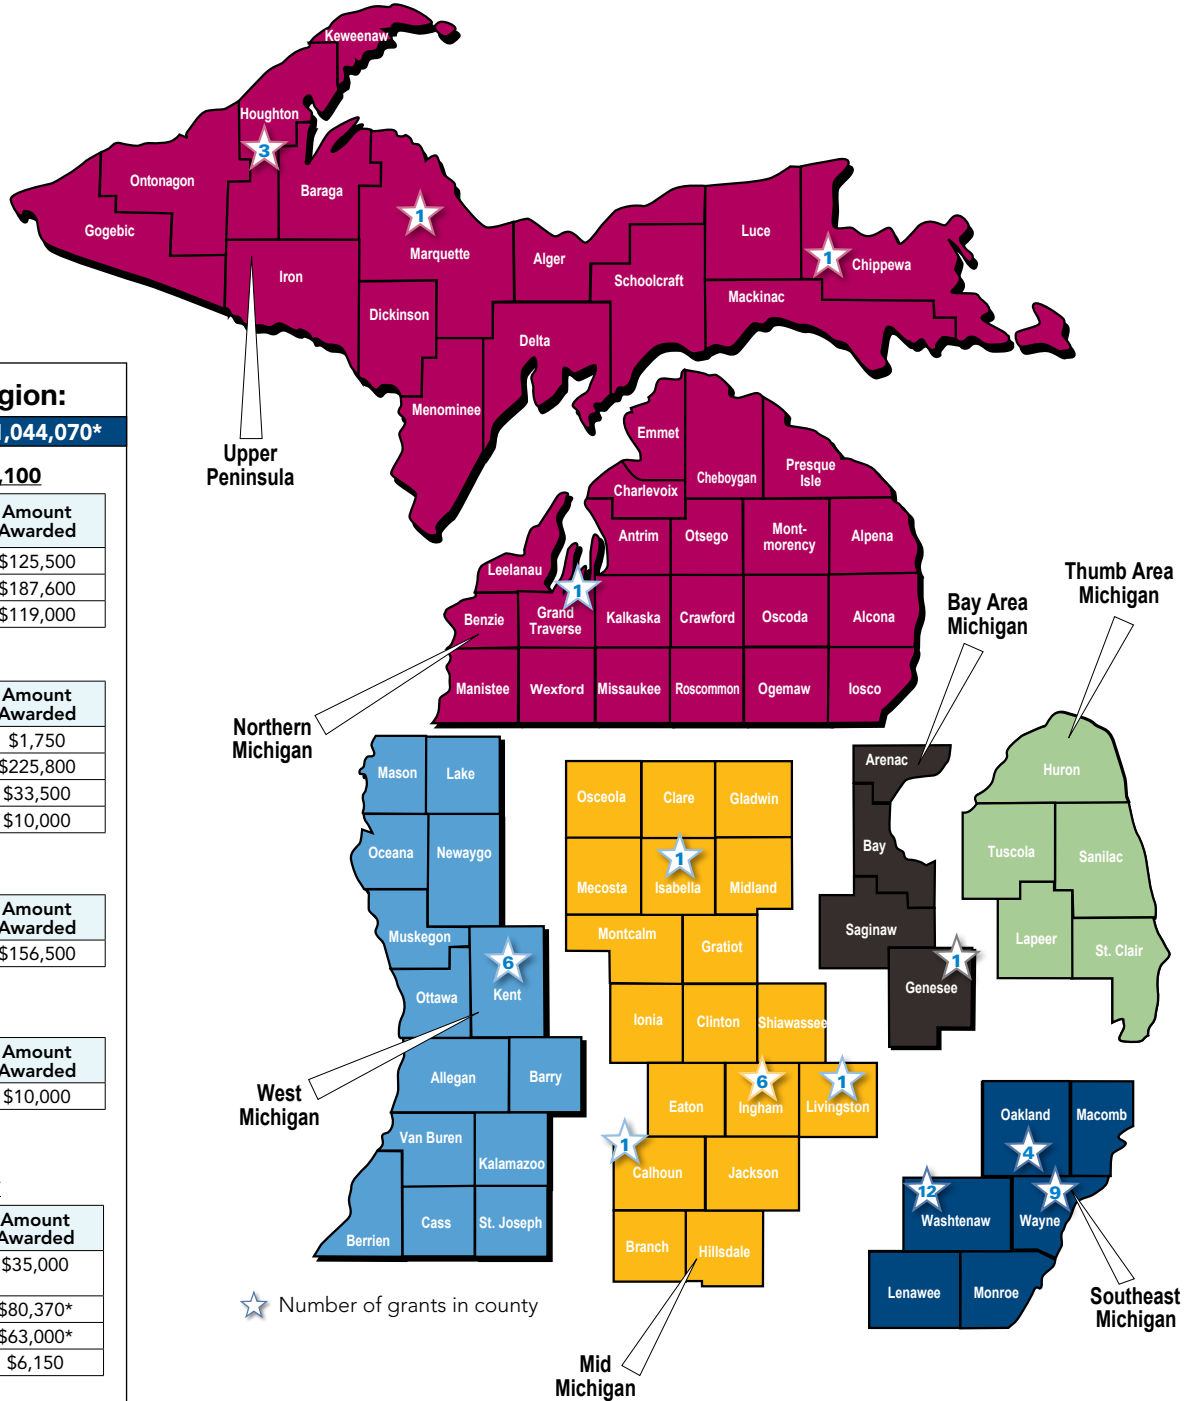 Keweenaw
Houghton
3
Ontonagon
Baraga
Gogebic
1
Marquette
Iron
Dickinson
Alger
Schoolcraft
Luce
1
Chippewa
Mackinac
Delta
Menominee
Upper
Peninsula
gion:
1,044,070*
,100
Amount
Awarded
$125,500
$187,600
$119,000
Amount
Awarded
$1,750
$225,800
$33,500
$10,000
Amount
Awarded
$156,500
Amount
Awarded
$10,000
Amount
Awarded
$35,000
$80,370*
$63,000*
$6,150
Emmet
Cheboygan
Presque
Isle
Charlevoix
Antrim
Otsego
Mont-
morency
Alpena
Leelanau
1
Benzie
Grand
Traverse
Kalkaska
Crawford
Oscoda
Alcona
Manistee
Wexford
Missaukee
Roscommon
Ogemaw
Iosco
Northern
Michigan
Bay Area
Michigan
Thumb Area
Michigan
Mason
Lake
Oceana
Newaygo
Muskegon
6
Kent
Ottawa
Allegan
Barry
Van Buren
Kalamazoo
Cass
St. Joseph
Berrien
West
Michigan
Osceola
Clare
Gladwin
1
Mecosta
Isabella
Midland
Montcalm
Gratiot
Ionia
Clinton
Shiawassee
Eaton
6
Ingham
1
Livingston
1
Calhoun
Jackson
Branch
Hillsdale
Mid
Michigan
Arenac
Bay
Saginaw
1
Genesee
Huron
Tuscola
Sanilac
Lapeer
St. Clair
Oakland
4
Macomb
12
Washtenaw
9
Wayne
Lenawee
Monroe
Southeast
Michigan
Number of grants in county